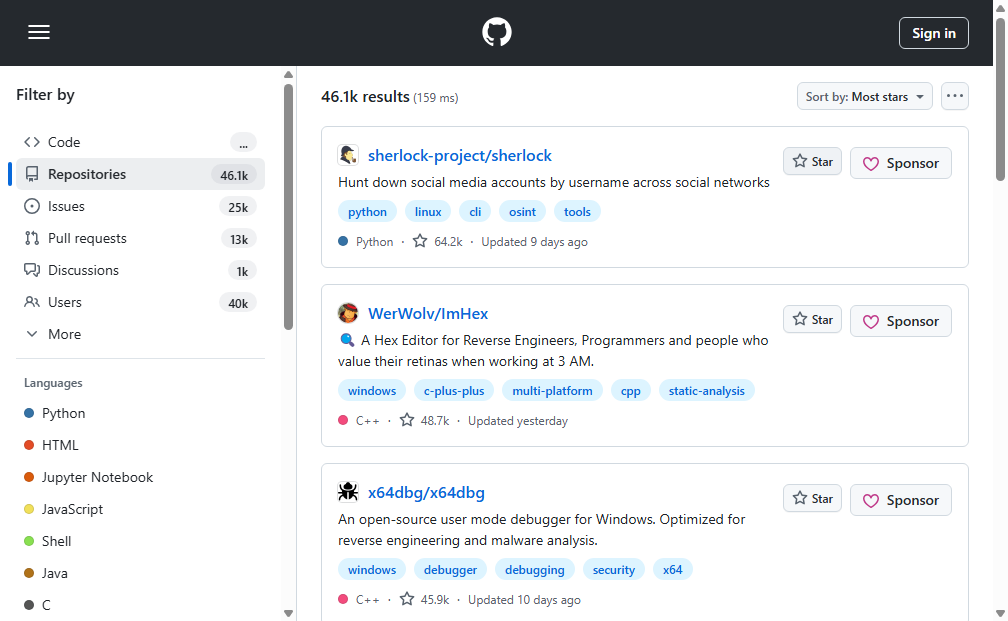 Sign in
Filter by
Code ...
Repositories 46.1k
Issues 25k
Pull requests 13k
Discussions 1k
Users 40k
More
Languages
Python
HTML
Jupyter Notebook
JavaScript
Shell
Java
C
46.1k results (159 ms)
Sort by: Most stars
sherlock-project/sherlock
Star
Sponsor
Hunt down social media accounts by username across social networks
python linux cli osint tools
Python · 64.2k · Updated 9 days ago
WerWolv/ImHex
Star
Sponsor
🔍 A Hex Editor for Reverse Engineers, Programmers and people who
value their retinas when working at 3 AM.
windows c-plus-plus multi-platform cpp static-analysis
C++ · 48.7k · Updated yesterday
x64dbg/x64dbg
Star
Sponsor
An open-source user mode debugger for Windows. Optimized for
reverse engineering and malware analysis.
windows debugger debugging security x64
C++ · 45.9k · Updated 10 days ago